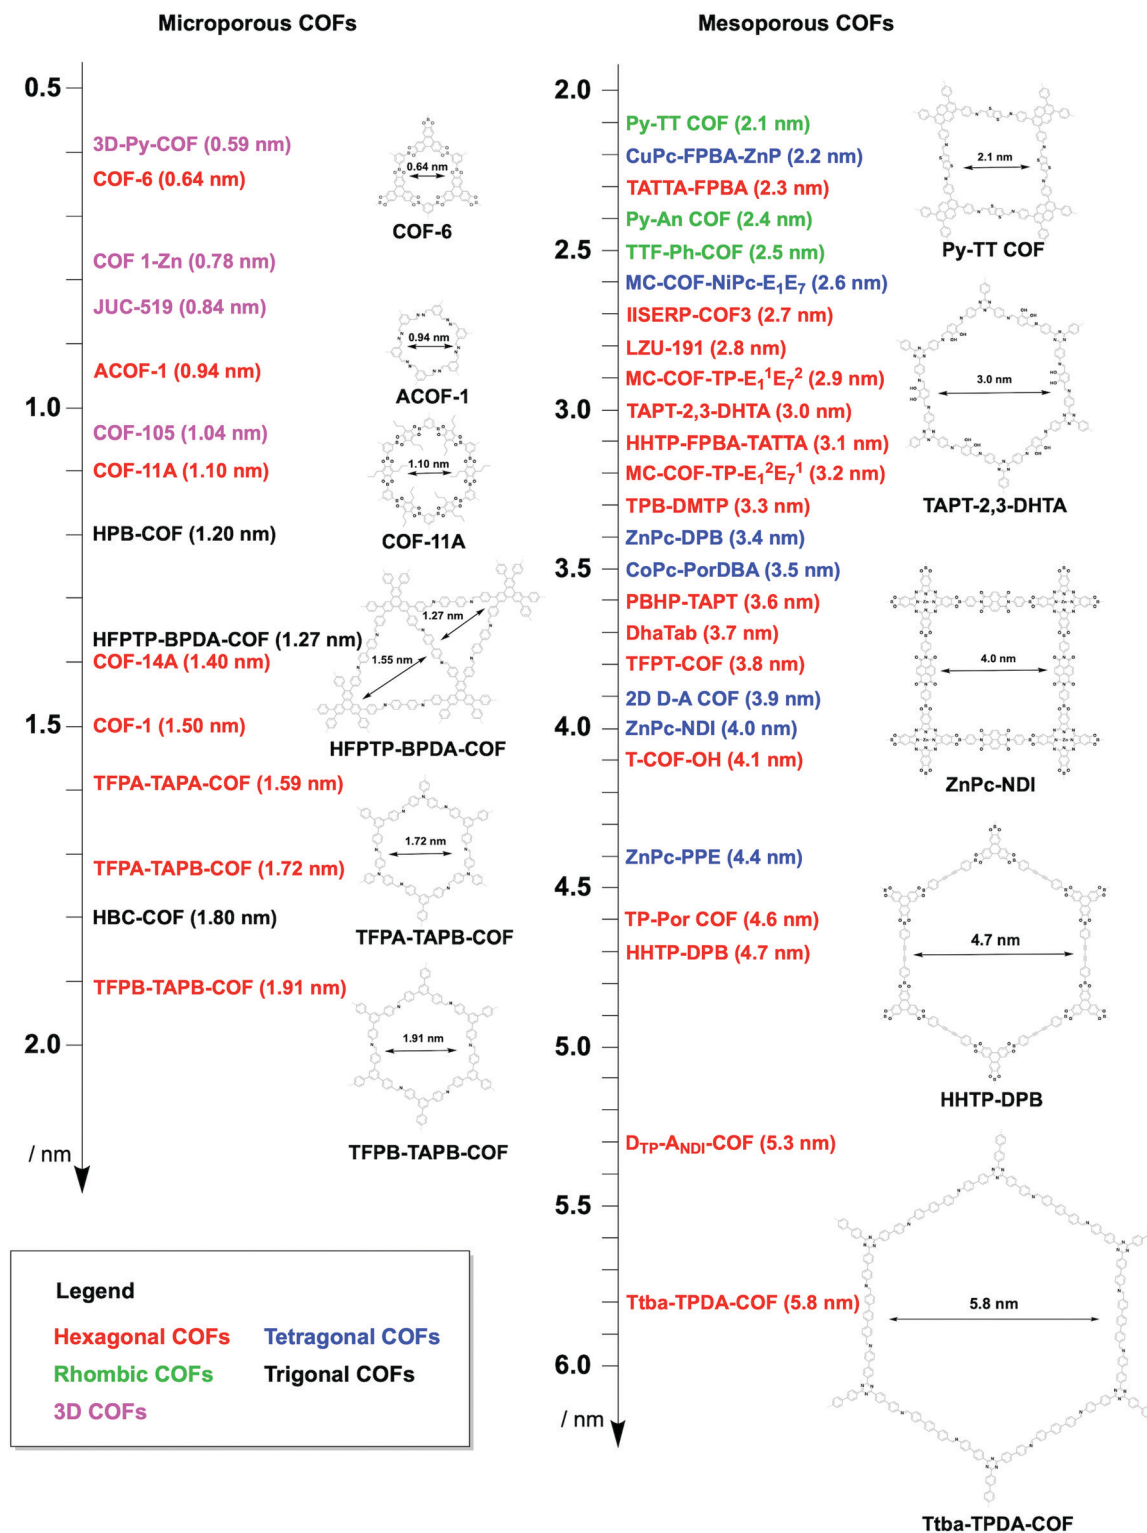 Microporous COFs
0.5
3D-Py-COF (0.59 nm)
COF-6 (0.64 nm)
COF 1-Zn (0.78 nm)
JUC-519 (0.84 nm)
ACOF-1 (0.94 nm)
1.0
COF-105 (1.04 nm)
COF-11A (1.10 nm)
HPB-COF (1.20 nm)
HFPTP-BPDA-COF (1.27 nm)
COF-14A (1.40 nm)
COF-1 (1.50 nm)
1.5
TFPA-TAPA-COF (1.59 nm)
TFPA-TAPB-COF (1.72 nm)
HBC-COF (1.80 nm)
TFPB-TAPB-COF (1.91 nm)
2.0
/ nm
0.64 nm
COF-6
0.94 nm
ACOF-1
1.10 nm
COF-11A
1.27 nm
1.55 nm
HFPTP-BPDA-COF
1.72 nm
TFPA-TAPB-COF
1.91 nm
TFPB-TAPB-COF
Legend
Hexagonal COFs
Tetragonal COFs
Rhombic COFs
Trigonal COFs
3D COFs
Mesoporous COFs
2.0
Py-TT COF (2.1 nm)
CuPc-FPBA-ZnP (2.2 nm)
TATTA-FPBA (2.3 nm)
Py-An COF (2.4 nm)
2.5
TTF-Ph-COF (2.5 nm)
MC-COF-NiPc-E₁E₇ (2.6 nm)
IISERP-COF3 (2.7 nm)
LZU-191 (2.8 nm)
MC-COF-TP-E₁¹E₇² (2.9 nm)
3.0
TAPT-2,3-DHTA (3.0 nm)
HHTP-FPBA-TATTA (3.1 nm)
MC-COF-TP-E₁²E₇¹ (3.2 nm)
TPB-DMTP (3.3 nm)
ZnPc-DPB (3.4 nm)
3.5
CoPc-PorDBA (3.5 nm)
PBHP-TAPT (3.6 nm)
DhaTab (3.7 nm)
TFPT-COF (3.8 nm)
2D D-A COF (3.9 nm)
4.0
ZnPc-NDI (4.0 nm)
T-COF-OH (4.1 nm)
ZnPc-PPE (4.4 nm)
4.5
TP-Por COF (4.6 nm)
HHTP-DPB (4.7 nm)
5.0
D_TP-A_NDI-COF (5.3 nm)
5.5
Ttba-TPDA-COF (5.8 nm)
6.0
/ nm
2.1 nm
Py-TT COF
3.0 nm
TAPT-2,3-DHTA
4.0 nm
ZnPc-NDI
4.7 nm
HHTP-DPB
5.8 nm
Ttba-TPDA-COF